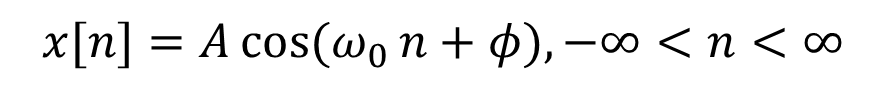 x[n] = A cos(ω₀ n + ϕ), −∞ < n < ∞